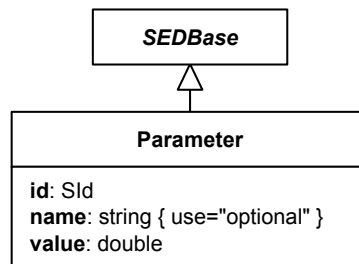 SEDBase
Parameter
id: SId
name: string { use="optional" }
value: double